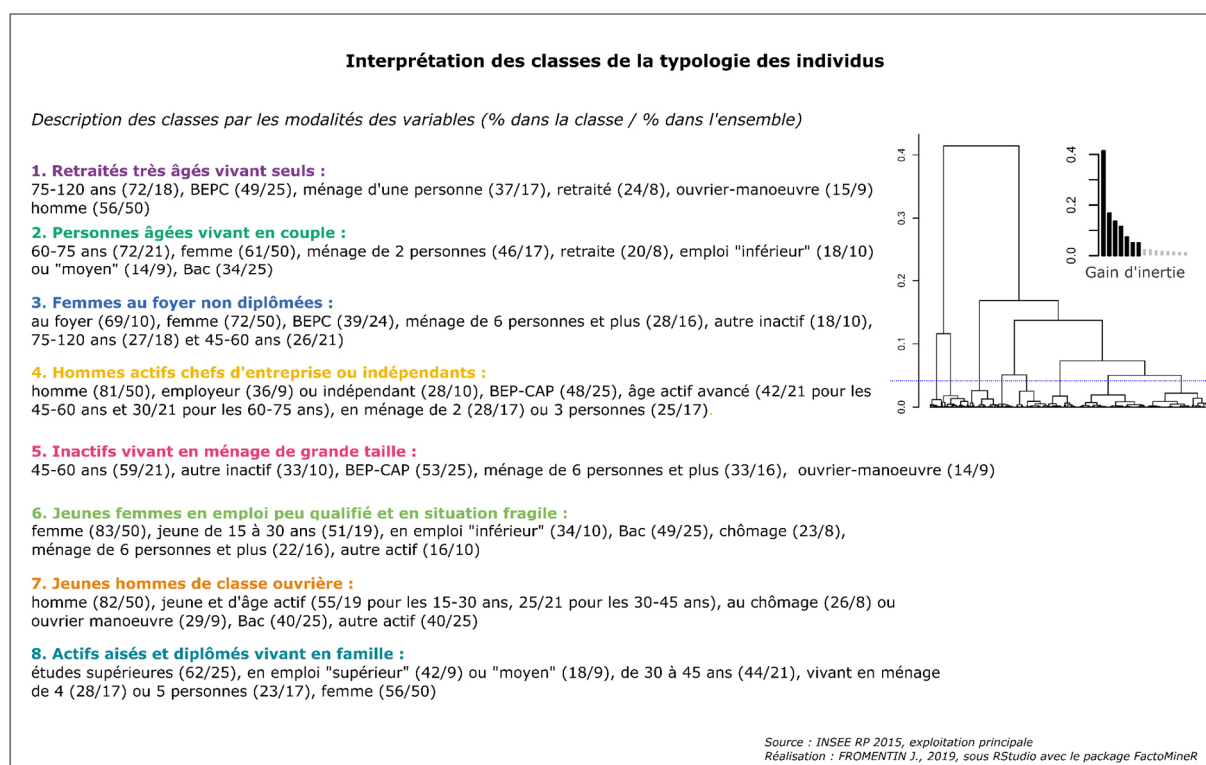 Interprétation des classes de la typologie des individus
Description des classes par les modalités des variables (% dans la classe / % dans l'ensemble)
1. Retraités très âgés vivant seuls :
75-120 ans (72/18), BEPC (49/25), ménage d'une personne (37/17), retraité (24/8), ouvrier-manoeuvre (15/9)
homme (56/50)
2. Personnes âgées vivant en couple :
60-75 ans (72/21), femme (61/50), ménage de 2 personnes (46/17), retraite (20/8), emploi "inférieur" (18/10)
ou "moyen" (14/9), Bac (34/25)
3. Femmes au foyer non diplômées :
au foyer (69/10), femme (72/50), BEPC (39/24), ménage de 6 personnes et plus (28/16), autre inactif (18/10),
75-120 ans (27/18) et 45-60 ans (26/21)
4. Hommes actifs chefs d'entreprise ou indépendants :
homme (81/50), employeur (36/9) ou indépendant (28/10), BEP-CAP (48/25), âge actif avancé (42/21 pour les
45-60 ans et 30/21 pour les 60-75 ans), en ménage de 2 (28/17) ou 3 personnes (25/17).
5. Inactifs vivant en ménage de grande taille :
45-60 ans (59/21), autre inactif (33/10), BEP-CAP (53/25), ménage de 6 personnes et plus (33/16), ouvrier-manoeuvre (14/9)
6. Jeunes femmes en emploi peu qualifié et en situation fragile :
femme (83/50), jeune de 15 à 30 ans (51/19), en emploi "inférieur" (34/10), Bac (49/25), chômage (23/8),
ménage de 6 personnes et plus (22/16), autre actif (16/10)
7. Jeunes hommes de classe ouvrière :
homme (82/50), jeune et d'âge actif (55/19 pour les 15-30 ans, 25/21 pour les 30-45 ans), au chômage (26/8) ou
ouvrier manoeuvre (29/9), Bac (40/25), autre actif (40/25)
8. Actifs aisés et diplômés vivant en famille :
études supérieures (62/25), en emploi "supérieur" (42/9) ou "moyen" (18/9), de 30 à 45 ans (44/21), vivant en ménage
de 4 (28/17) ou 5 personnes (23/17), femme (56/50)
0.4
0.3
0.2
0.1
0.0
0.4
0.2
0.0
Gain d'inertie
Source : INSEE RP 2015, exploitation principale
Réalisation : FROMENTIN J., 2019, sous RStudio avec le package FactoMineR